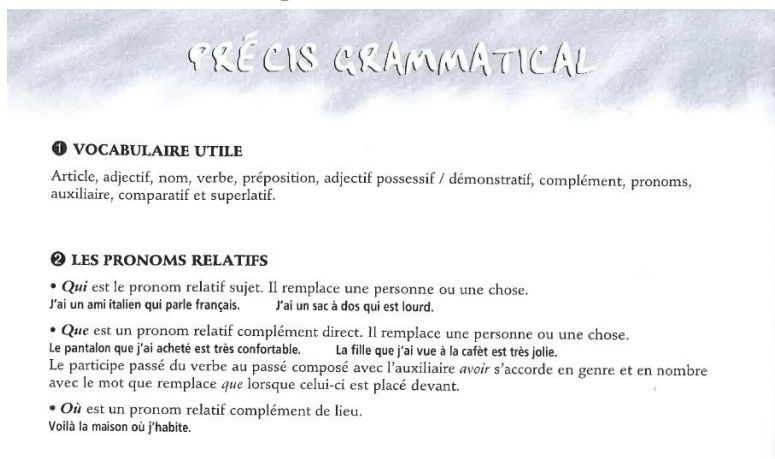 PRÉCIS GRAMMATICAL
❶ VOCABULAIRE UTILE
Article, adjectif, nom, verbe, préposition, adjectif possessif / démonstratif, complément, pronoms,
auxiliaire, comparatif et superlatif.
❷ LES PRONOMS RELATIFS
• Qui est le pronom relatif sujet. Il remplace une personne ou une chose.
J'ai un ami italien qui parle français. J'ai un sac à dos qui est lourd.
• Que est un pronom relatif complément direct. Il remplace une personne ou une chose.
Le pantalon que j'ai acheté est très confortable. La fille que j'ai vue à la cafèt est très jolie.
Le participe passé du verbe au passé composé avec l'auxiliaire avoir s'accorde en genre et en nombre
avec le mot que remplace que lorsque celui-ci est placé devant.
• Où est un pronom relatif complément de lieu.
Voilà la maison où j'habite.